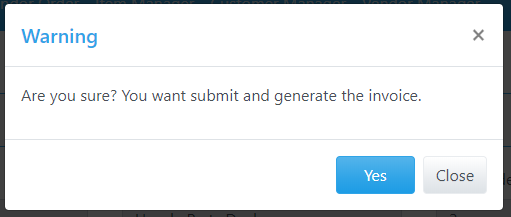 Warning
×
Are you sure? You want submit and generate the invoice.
Yes
Close